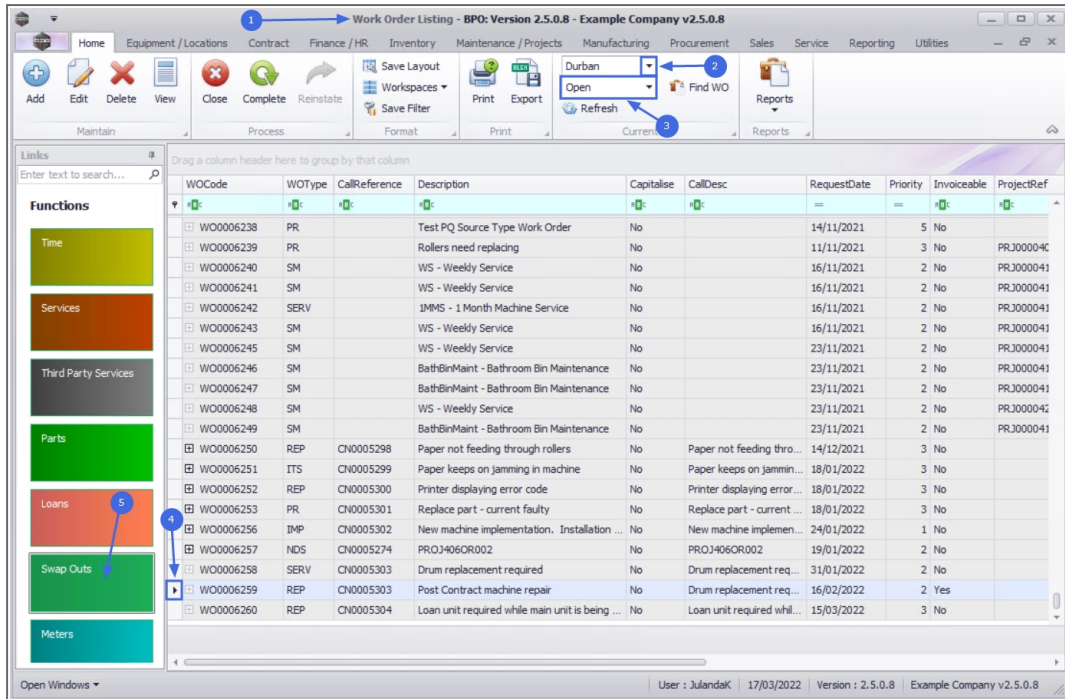 1
Work Order Listing - BPO: Version 2.5.0.8 - Example Company v2.5.0.8
Home Equipment / Locations Contract Finance / HR Inventory Maintenance / Projects Manufacturing Procurement Sales Service Reporting Utilities
Add Edit Delete View
Maintain
Close Complete Reinstate
Process
Save Layout
Workspaces
Save Filter
Format
Print Export
Print
Durban 2
Open Find WO
Refresh 3
Current
Reports
Reports
Links
Enter text to search...
Functions
Time
Services
Third Party Services
Parts
Loans 5
Swap Outs
Meters
Drag a column header here to group by that column
WOCode WOType CallReference Description Capitalise CallDesc RequestDate Priority Invoiceable ProjectRef
WO0006238 PR Test PQ Source Type Work Order No 14/11/2021 5 No
WO0006239 PR Rollers need replacing No 11/11/2021 3 No PRJ000040
WO0006240 SM WS - Weekly Service No 16/11/2021 2 No PRJ000041
WO0006241 SM WS - Weekly Service No 16/11/2021 2 No PRJ000041
WO0006242 SERV 1MMS - 1 Month Machine Service No 16/11/2021 2 No PRJ000041
WO0006243 SM WS - Weekly Service No 16/11/2021 2 No PRJ000041
WO0006245 SM WS - Weekly Service No 23/11/2021 2 No PRJ000041
WO0006246 SM BathBinMaint - Bathroom Bin Maintenance No 23/11/2021 2 No PRJ000041
WO0006247 SM BathBinMaint - Bathroom Bin Maintenance No 23/11/2021 2 No PRJ000041
WO0006248 SM WS - Weekly Service No 23/11/2021 2 No PRJ000042
WO0006249 SM BathBinMaint - Bathroom Bin Maintenance No 23/11/2021 2 No PRJ000041
WO0006250 REP CN0005298 Paper not feeding through rollers No Paper not feeding thro... 14/12/2021 3 No
WO0006251 ITS CN0005299 Paper keeps on jamming in machine No Paper keeps on jammin... 18/01/2022 3 No
WO0006252 REP CN0005300 Printer displaying error code No Printer displaying error... 18/01/2022 3 No
WO0006253 PR CN0005301 Replace part - current faulty No Replace part - current ... 18/01/2022 3 No
4
WO0006256 IMP CN0005302 New machine implementation. Installation ... No New machine implemen... 24/01/2022 1 No
WO0006257 NDS CN0005274 PROJ406OR002 No PROJ406OR002 19/01/2022 2 No
WO0006258 SERV CN0005303 Drum replacement required No Drum replacement req... 31/01/2022 2 No
WO0006259 REP CN0005303 Post Contract machine repair No Drum replacement req... 16/02/2022 2 Yes
WO0006260 REP CN0005304 Loan unit required while main unit is being ... No Loan unit required whil... 15/03/2022 3 No
Open Windows User : JulandaK 17/03/2022 Version : 2.5.0.8 Example Company v2.5.0.8